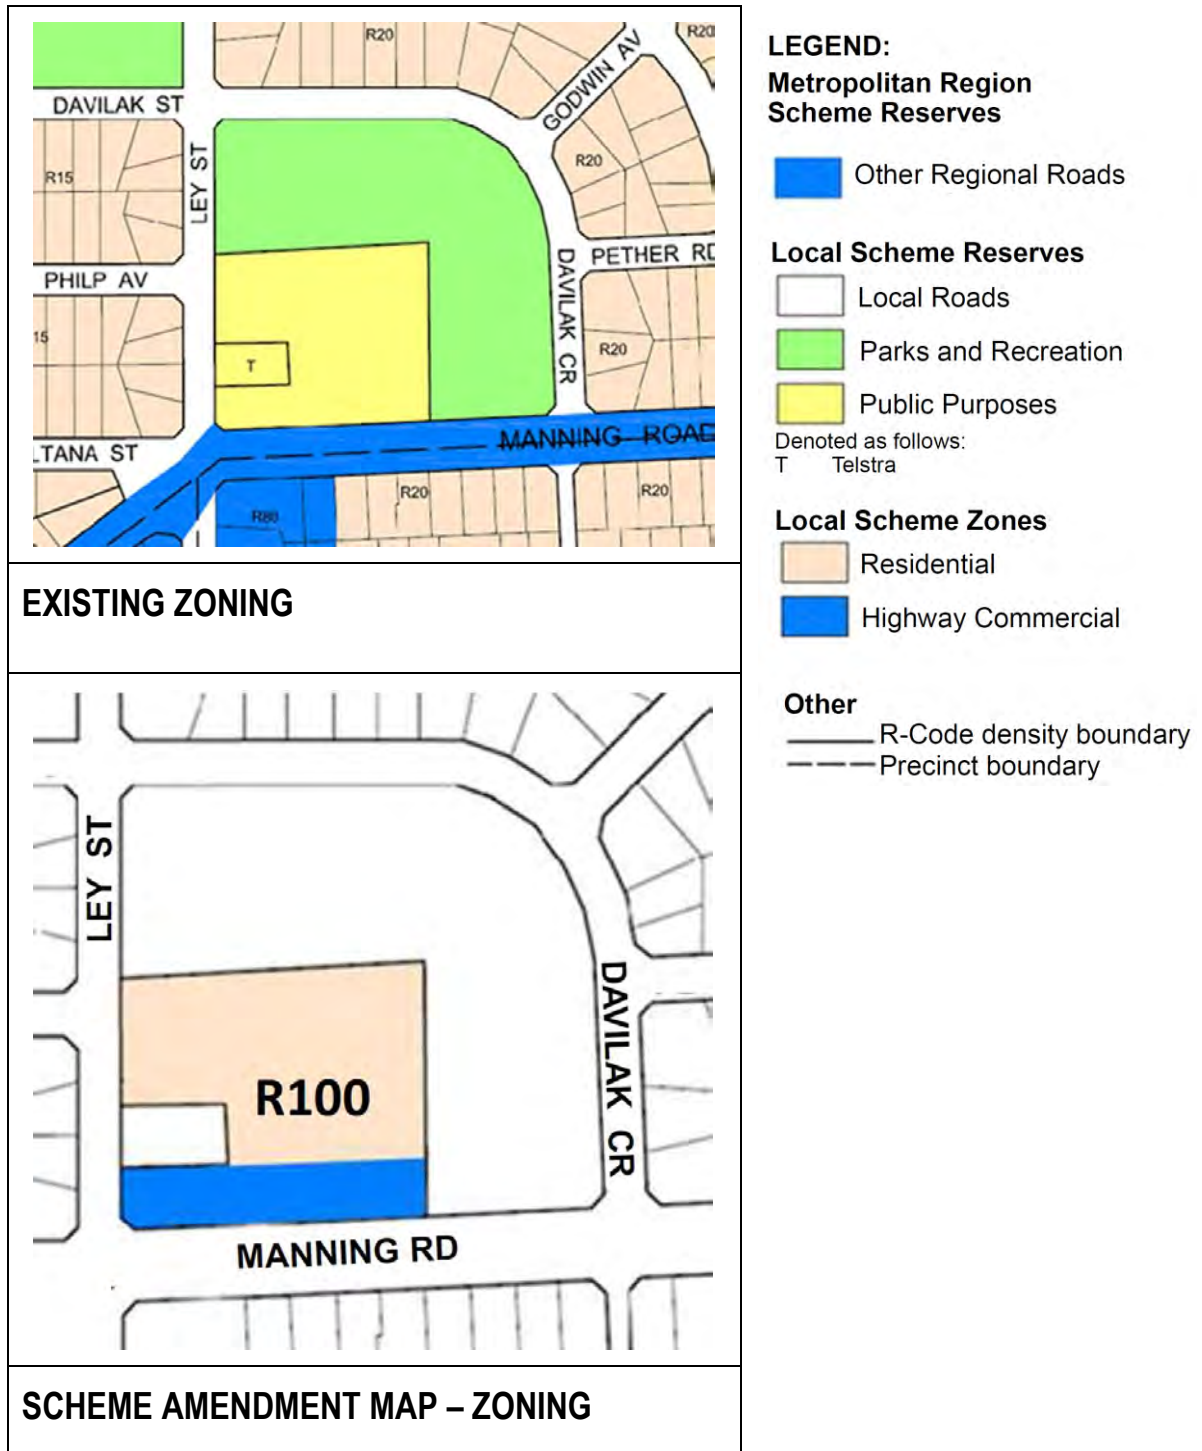 R20
R20
GODWIN AV
DAVILAK ST
LEY ST
R15
R20
PETHER RD
DAVILAK CR
PHILP AV
15
T
R20
MANNING ROAD
LTANA ST
R20
R20
R80
EXISTING ZONING
LEY ST
DAVILAK CR
R100
MANNING RD
SCHEME AMENDMENT MAP – ZONING
LEGEND:
Metropolitan Region
Scheme Reserves
Other Regional Roads
Local Scheme Reserves
Local Roads
Parks and Recreation
Public Purposes
Denoted as follows:
T Telstra
Local Scheme Zones
Residential
Highway Commercial
Other
R-Code density boundary
Precinct boundary